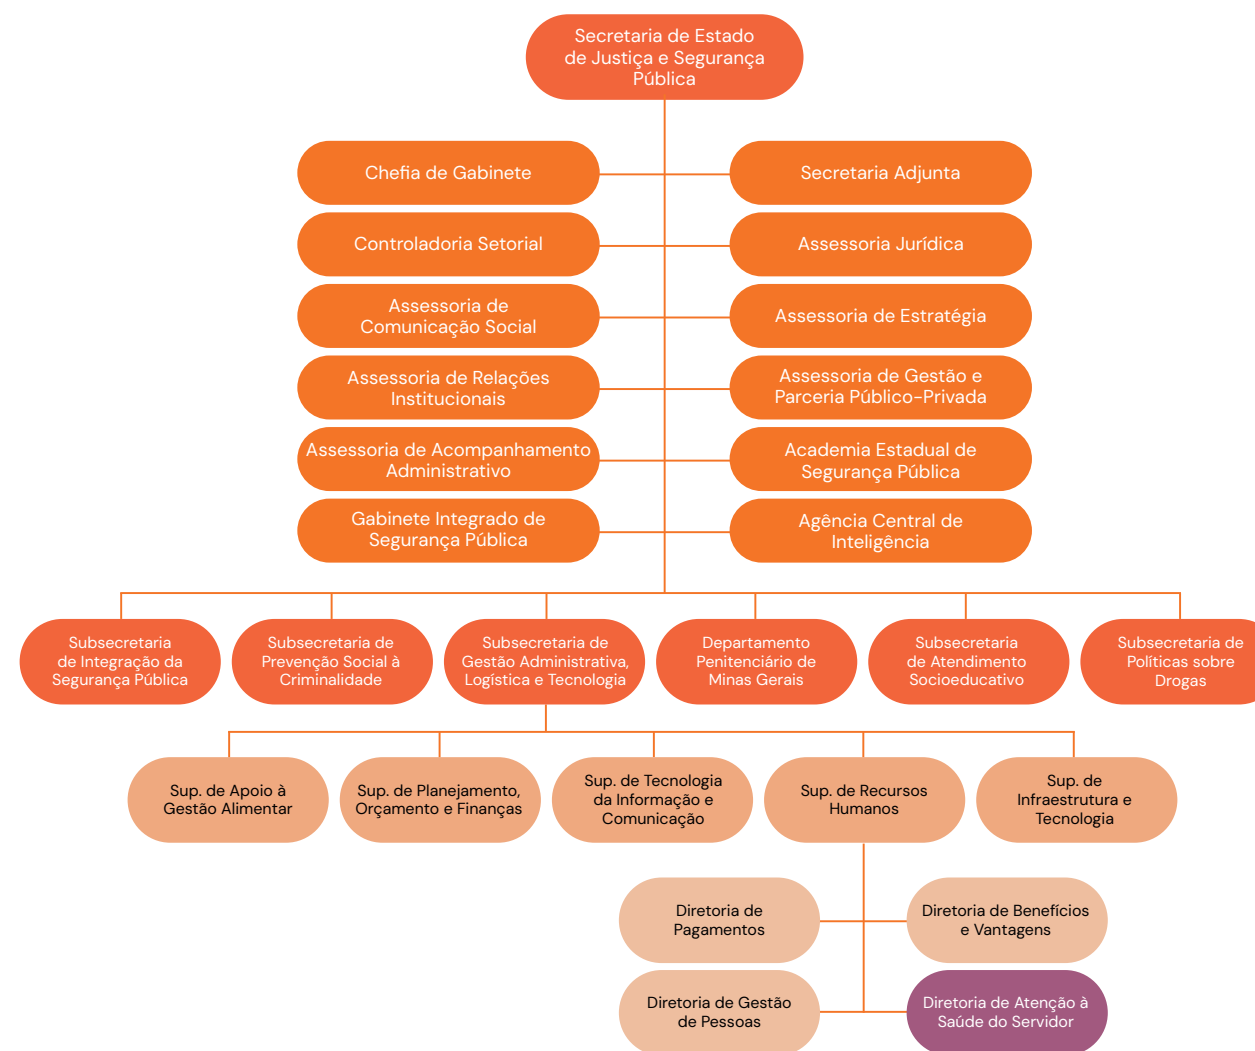 Secretaria de Estado
de Justiça e Segurança
Pública
Chefia de Gabinete
Secretaria Adjunta
Controladoria Setorial
Assessoria Jurídica
Assessoria de
Comunicação Social
Assessoria de Estratégia
Assessoria de Relações
Institucionais
Assessoria de Gestão e
Parceria Público-Privada
Assessoria de Acompanhamento
Administrativo
Academia Estadual de
Segurança Pública
Gabinete Integrado de
Segurança Pública
Agência Central de
Inteligência
Subsecretaria
de Integração da
Segurança Pública
Subsecretaria de
Prevenção Social à
Criminalidade
Subsecretaria de
Gestão Administrativa,
Logística e Tecnologia
Departamento
Penitenciário de
Minas Gerais
Subsecretaria
de Atendimento
Socioeducativo
Subsecretaria de
Políticas sobre
Drogas
Sup. de Apoio à
Gestão Alimentar
Sup. de Planejamento,
Orçamento e Finanças
Sup. de Tecnologia
da Informação e
Comunicação
Sup. de Recursos
Humanos
Sup. de
Infraestrutura e
Tecnologia
Diretoria de
Pagamentos
Diretoria de Benefícios
e Vantagens
Diretoria de Gestão
de Pessoas
Diretoria de Atenção à
Saúde do Servidor